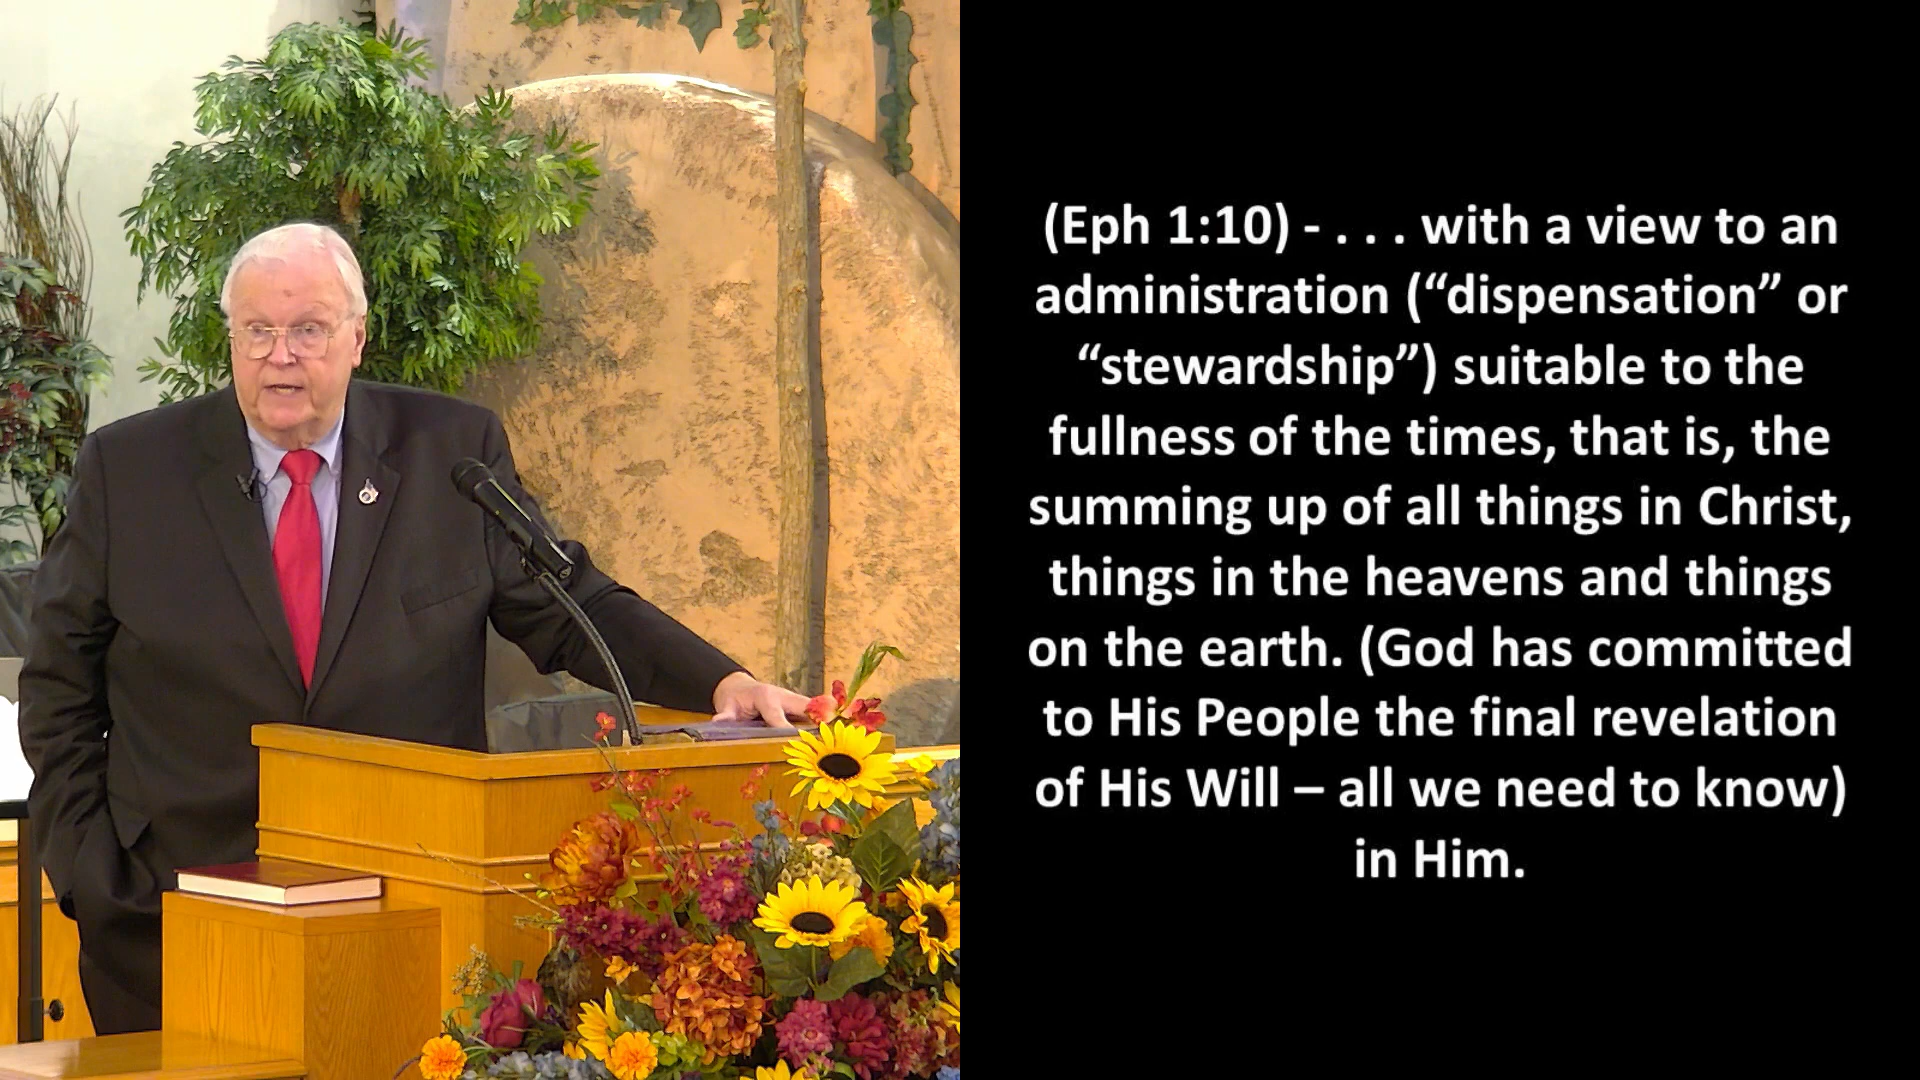 (Eph 1:10) - . . . with a view to an
administration (“dispensation” or
“stewardship”) suitable to the
fullness of the times, that is, the
summing up of all things in Christ,
things in the heavens and things
on the earth. (God has committed
to His People the final revelation
of His Will – all we need to know)
in Him.